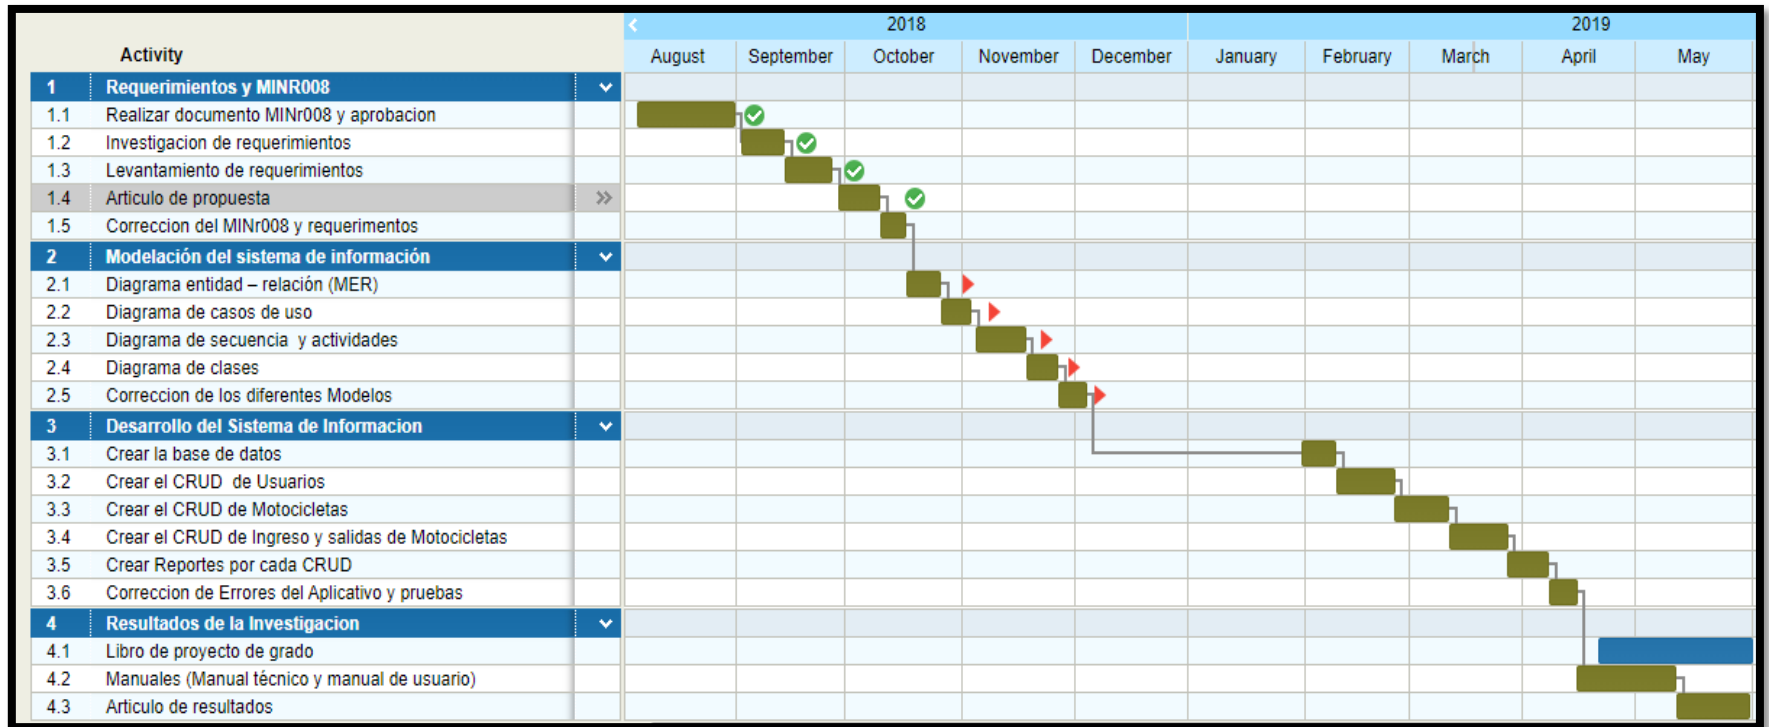 2018 2019
Activity August September October November December January February March April May
1 Requerimientos y MINR008
1.1 Realizar documento MINr008 y aprobacion
1.2 Investigacion de requerimientos
1.3 Levantamiento de requerimientos
1.4 Articulo de propuesta
1.5 Correccion del MINr008 y requerimentos
2 Modelación del sistema de información
2.1 Diagrama entidad – relación (MER)
2.2 Diagrama de casos de uso
2.3 Diagrama de secuencia y actividades
2.4 Diagrama de clases
2.5 Correccion de los diferentes Modelos
3 Desarrollo del Sistema de Informacion
3.1 Crear la base de datos
3.2 Crear el CRUD de Usuarios
3.3 Crear el CRUD de Motocicletas
3.4 Crear el CRUD de Ingreso y salidas de Motocicletas
3.5 Crear Reportes por cada CRUD
3.6 Correccion de Errores del Aplicativo y pruebas
4 Resultados de la Investigacion
4.1 Libro de proyecto de grado
4.2 Manuales (Manual técnico y manual de usuario)
4.3 Articulo de resultados